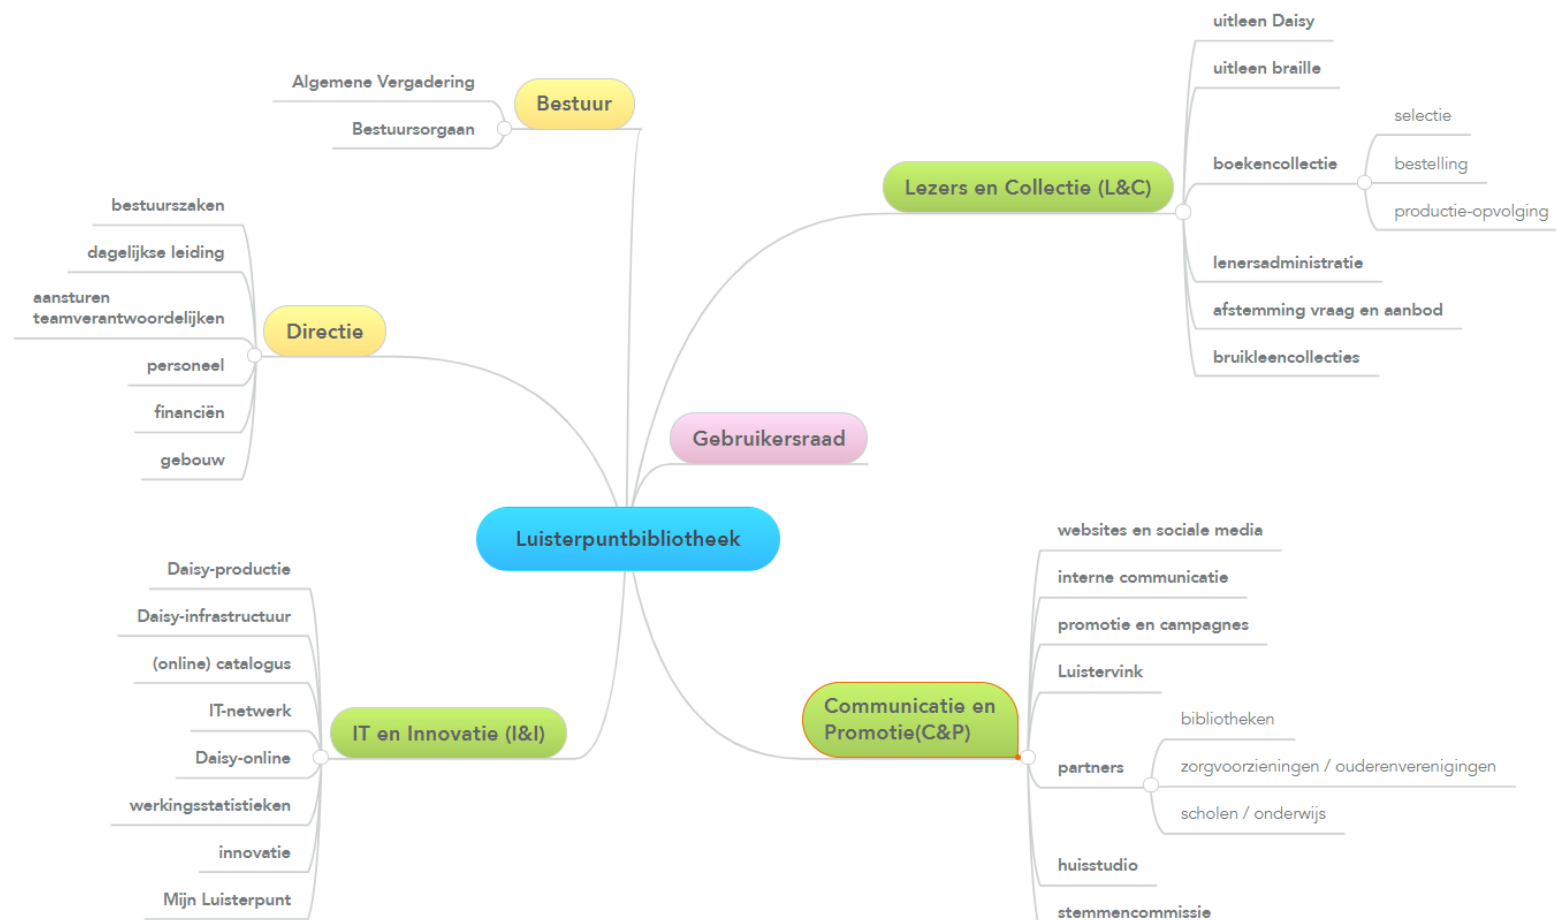 Luisterpuntbibliotheek
Bestuur
Algemene Vergadering
Bestuursorgaan
Directie
bestuurszaken
dagelijkse leiding
aansturen
teamverantwoordelijken
personeel
financiën
gebouw
IT en Innovatie (I&I)
Daisy-productie
Daisy-infrastructuur
(online) catalogus
IT-netwerk
Daisy-online
werkingsstatistieken
innovatie
Mijn Luisterpunt
Lezers en Collectie (L&C)
uitleen Daisy
uitleen braille
boekencollectie
selectie
bestelling
productie-opvolging
lenersadministratie
afstemming vraag en aanbod
bruikleencollecties
Gebruikersraad
Communicatie en
Promotie(C&P)
websites en sociale media
interne communicatie
promotie en campagnes
Luistervink
partners
bibliotheken
zorgvoorzieningen / ouderenverenigingen
scholen / onderwijs
huisstudio
stemmencommissie